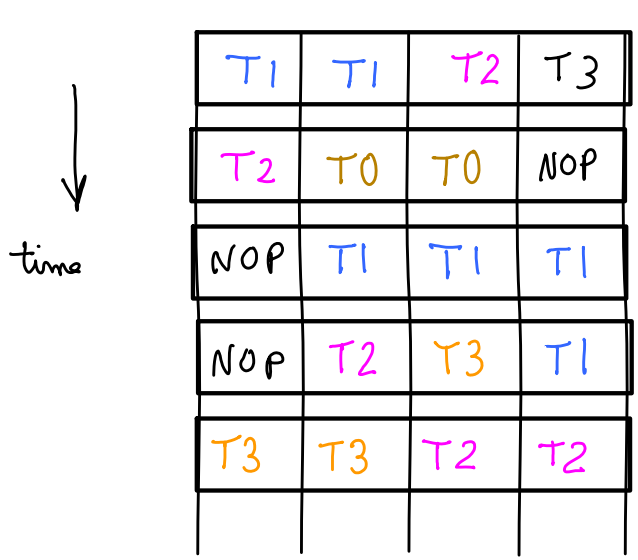 T1 T1 T2 T3
T2 T0 T0 NOP
time
NOP T1 T1 T1
NOP T2 T3 T1
T3 T3 T2 T2